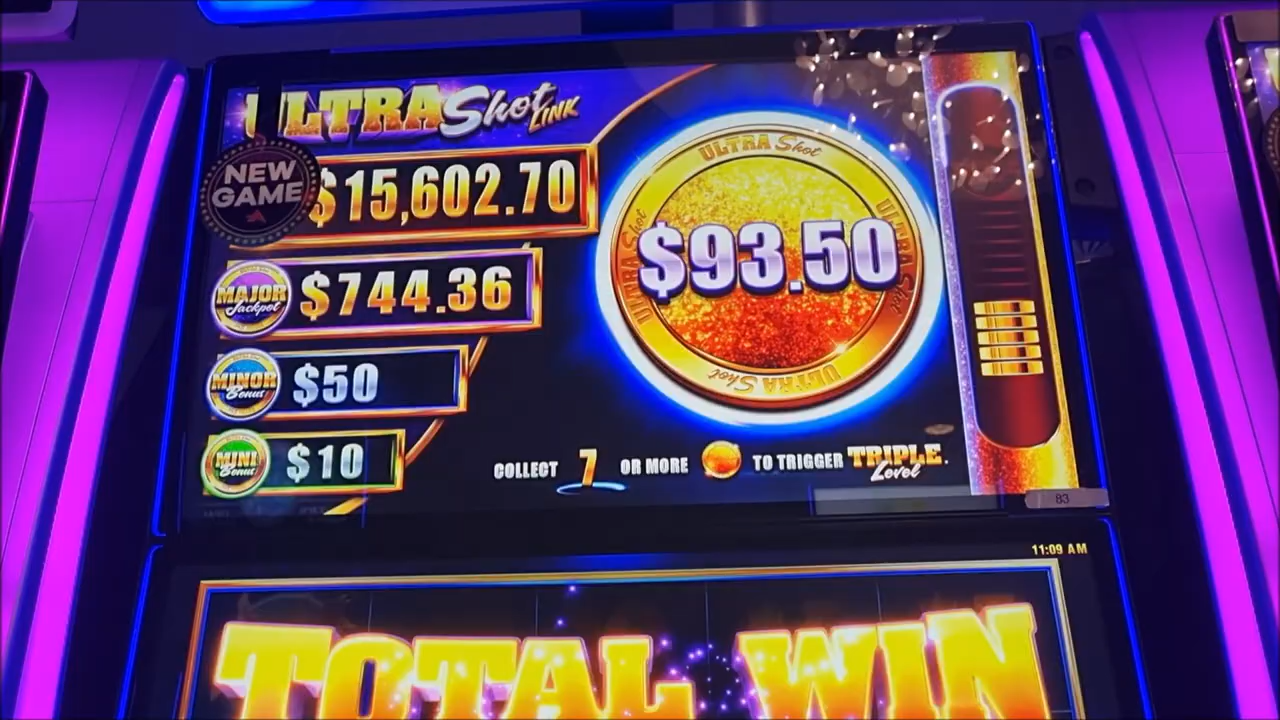 ULTRA Shot LINK
NEW
GAME
$15,602.70
MAJOR
Jackpot
$744.36
MINOR
Bonus
$50
MINI
Bonus
$10
ULTRA Shot
ULTRA Shot
ULTRA Shot
ULTRA Shot
$93.50
COLLECT 7 OR MORE TO TRIGGER TRIPLE Level.
83
11:09 AM
TOTAL WIN